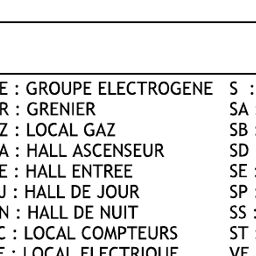 E : GROUPE ELECTROGENE S :
R : GRENIER SA
Z : LOCAL GAZ SB
A : HALL ASCENSEUR SD
E : HALL ENTREE SE :
J : HALL DE JOUR SP :
N : HALL DE NUIT SS :
C : LOCAL COMPTEURS ST :
E : LOCAL ELECTRIQUE VE